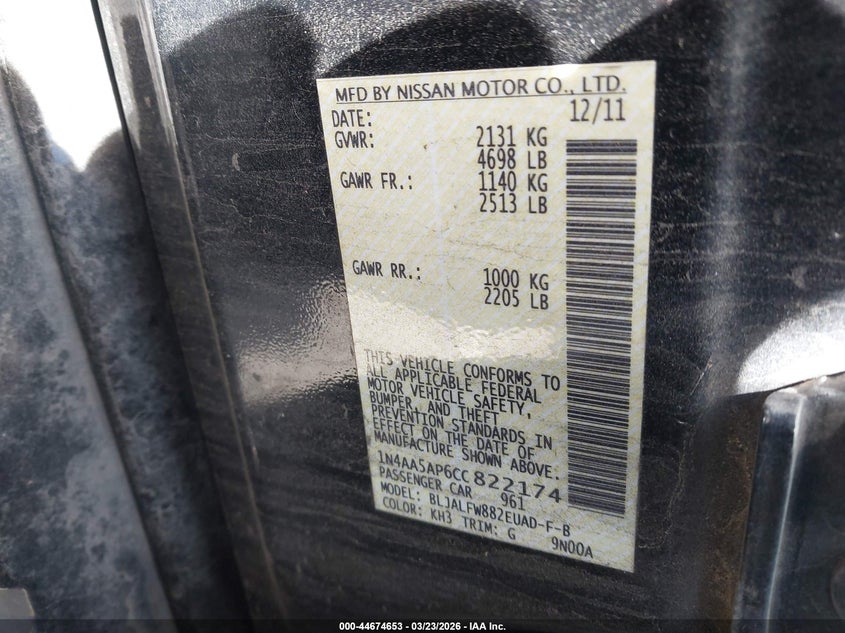 MFD BY NISSAN MOTOR CO., LTD.
DATE: 12/11
GVWR: 2131 KG
4698 LB
GAWR FR.: 1140 KG
2513 LB
GAWR RR.: 1000 KG
2205 LB
THIS VEHICLE CONFORMS TO
ALL APPLICABLE FEDERAL
MOTOR VEHICLE SAFETY,
BUMPER, AND THEFT
PREVENTION STANDARDS IN
EFFECT ON THE DATE OF
MANUFACTURE SHOWN ABOVE.
1N4AA5AP6CC822174
PASSENGER CAR 961
MODEL: BLJALFW882EUAD-F-B
COLOR: KH3 TRIM: G 9N00A
000-44674653 — 03/23/2026 — IAA Inc.